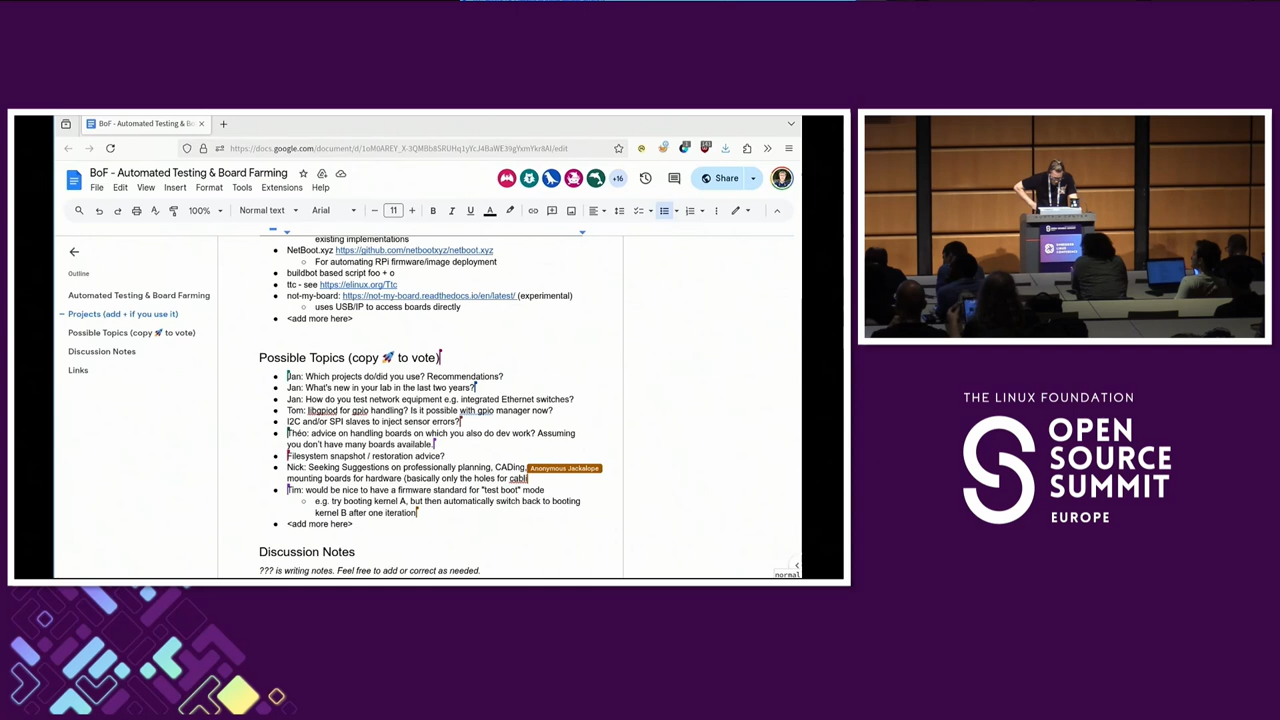 BoF - Automated Testing & Bo
https://docs.google.com/document/d/1oM0AREY_X-3QMBb8SRUHq1yYcJ4BaWE39gYxmYkr8AI/edit
BoF - Automated Testing & Board Farming
File Edit View Insert Format Tools Extensions Help
+16
Share
100%
Normal text
Arial
11
B I U A
Outline
Automated Testing & Board Farming
Projects (add + if you use it)
Possible Topics (copy 🚀 to vote)
Discussion Notes
Links
existing implementations
NetBoot.xyz https://github.com/netbootxyz/netboot.xyz
For automating RPi firmware/image deployment
buildbot based script foo + o
ttc - see https://elinux.org/Ttc
not-my-board: https://not-my-board.readthedocs.io/en/latest/ (experimental)
uses USB/IP to access boards directly
<add more here>
Possible Topics (copy 🚀 to vote)
Jan: Which projects do/did you use? Recommendations?
Jan: What's new in your lab in the last two years?
Jan: How do you test network equipment e.g. integrated Ethernet switches?
Tom: libgpiod for gpio handling? Is it possible with gpio manager now?
I2C and/or SPI slaves to inject sensor errors?
Théo: advice on handling boards on which you also do dev work? Assuming
you don't have many boards available.
Filesystem snapshot / restoration advice?
Nick: Seeking Suggestions on professionally planning, CADing,
Anonymous Jackalope
mounting boards for hardware (basically only the holes for cabli
Tim: would be nice to have a firmware standard for "test boot" mode
e.g. try booting kernel A, but then automatically switch back to booting
kernel B after one iteration
<add more here>
Discussion Notes
??? is writing notes. Feel free to add or correct as needed.
normal
THE LINUX FOUNDATION
OPEN
SOURCE
SUMMIT
EUROPE